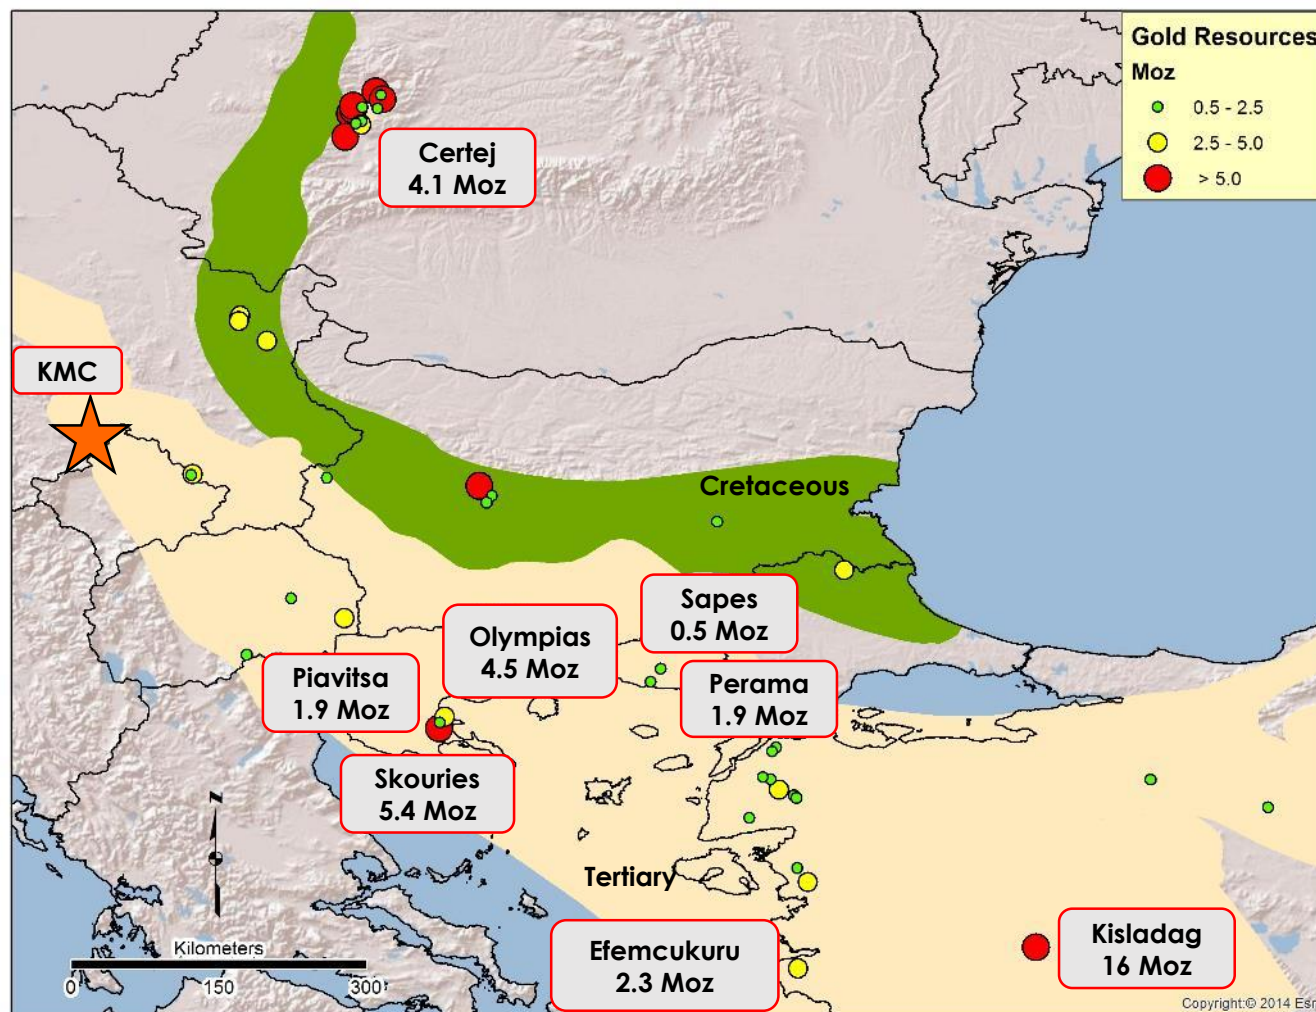 Gold Resources
Moz
0.5 - 2.5
2.5 - 5.0
> 5.0
Certej
4.1 Moz
KMC
Cretaceous
Sapes
0.5 Moz
Olympias
4.5 Moz
Piavitsa
1.9 Moz
Perama
1.9 Moz
Skouries
5.4 Moz
Z
Tertiary
Efemcukuru
2.3 Moz
Kisladag
16 Moz
Kilometers
0 150 300
Copyright:© 2014 Esr